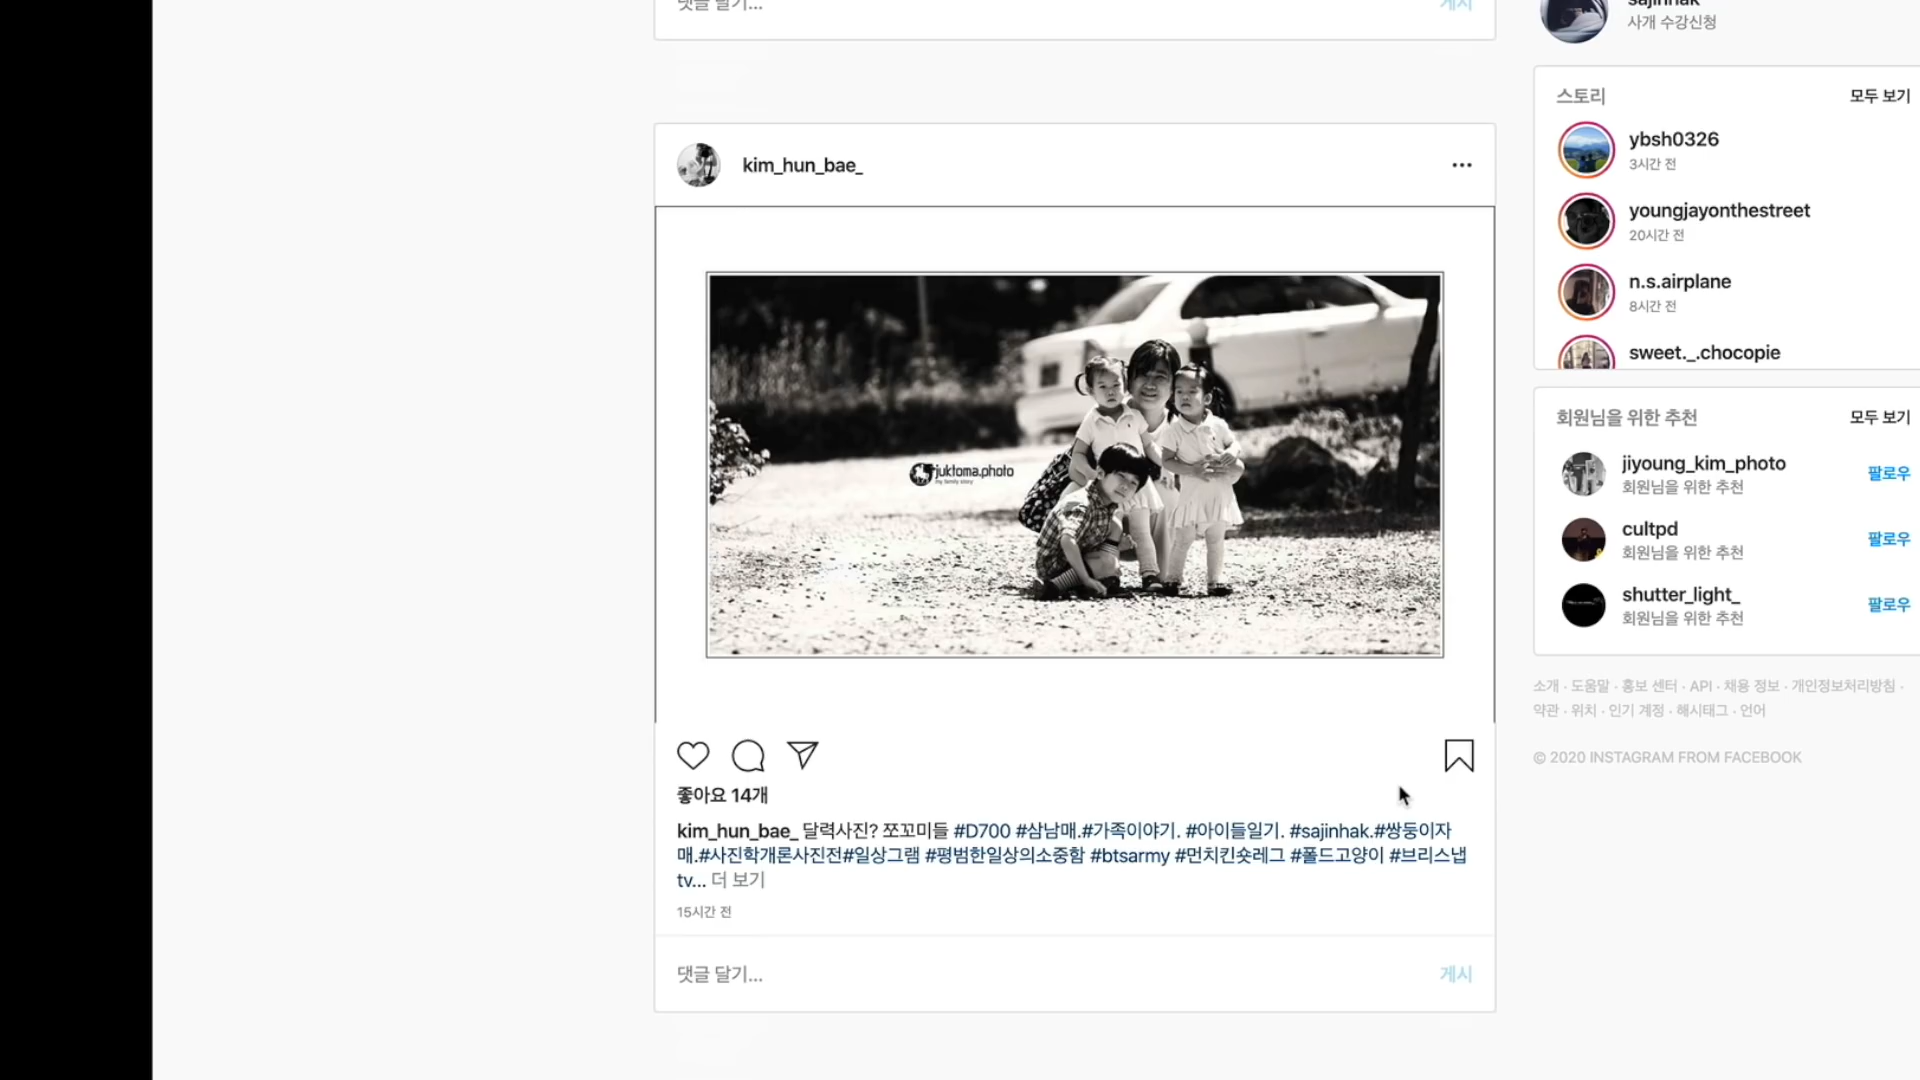 댓글 달기...
게시
sajinhak
사개 수강신청
스토리
모두 보기
ybsh0326
3시간 전
youngjayonthestreet
20시간 전
n.s.airplane
8시간 전
sweet._.chocopie
회원님을 위한 추천
모두 보기
jiyoung_kim_photo
회원님을 위한 추천
팔로우
cultpd
회원님을 위한 추천
팔로우
shutter_light_
회원님을 위한 추천
팔로우
소개 · 도움말 · 홍보 센터 · API · 채용 정보 · 개인정보처리방침 ·
약관 · 위치 · 인기 계정 · 해시태그 · 언어
© 2020 INSTAGRAM FROM FACEBOOK
kim_hun_bae_
juktoma.photo
my family story
좋아요 14개
kim_hun_bae_ 달력사진? 쪼꼬미들 #D700 #삼남매.#가족이야기. #아이들일기. #sajinhak.#쌍둥이자
매.#사진학개론사진전#일상그램 #평범한일상의소중함 #btsarmy #먼치킨숏레그 #폴드고양이 #브리스냅
tv... 더 보기
15시간 전
댓글 달기...
게시